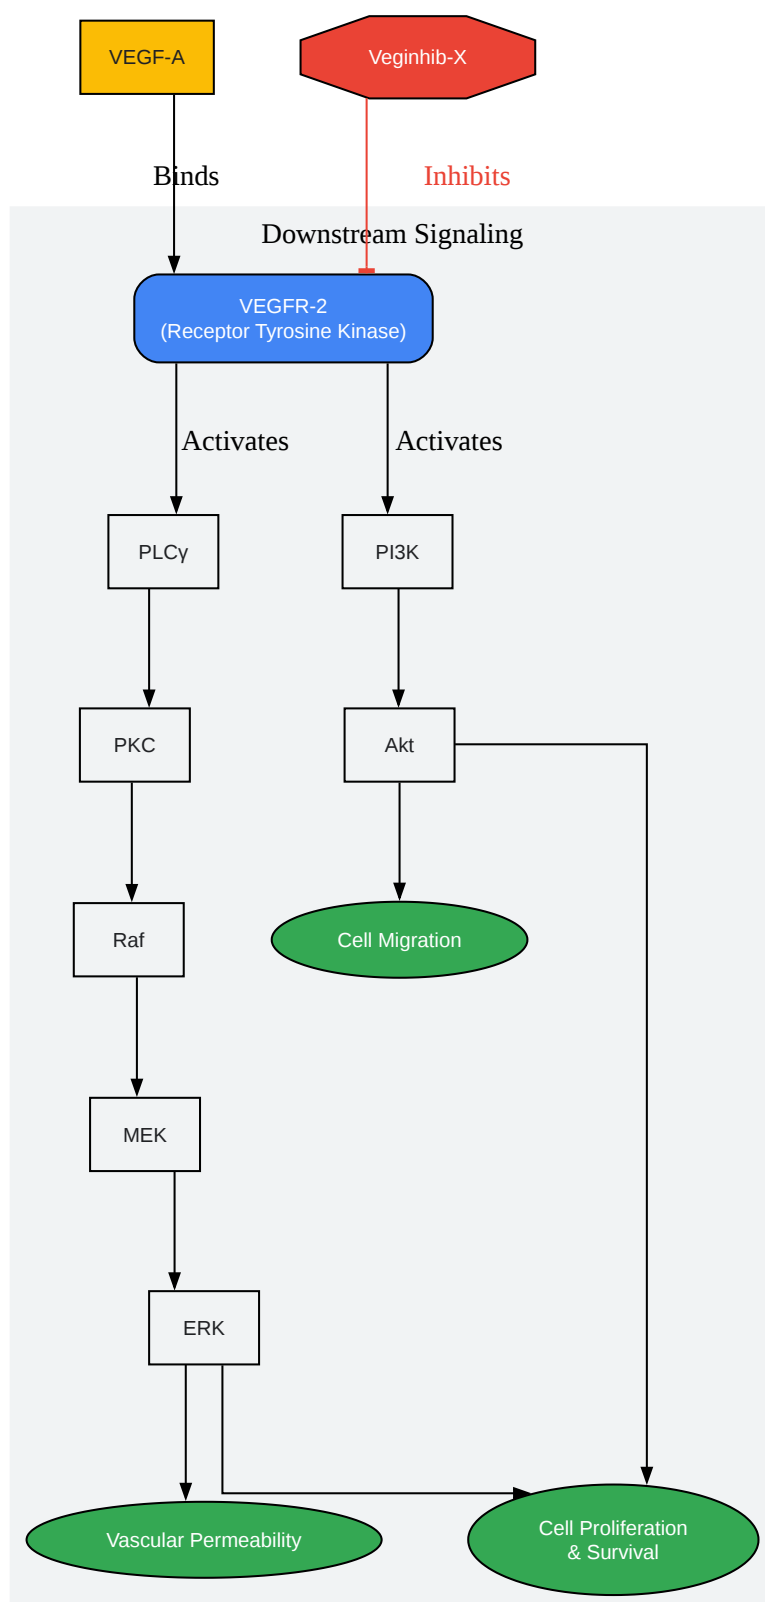 VEGF-A
Veginhib-X
Binds
Inhibits
Downstream Signaling
VEGFR-2
(Receptor Tyrosine Kinase)
Activates
Activates
PLCγ
PI3K
PKC
Akt
Raf
Cell Migration
MEK
ERK
Vascular Permeability
Cell Proliferation
& Survival